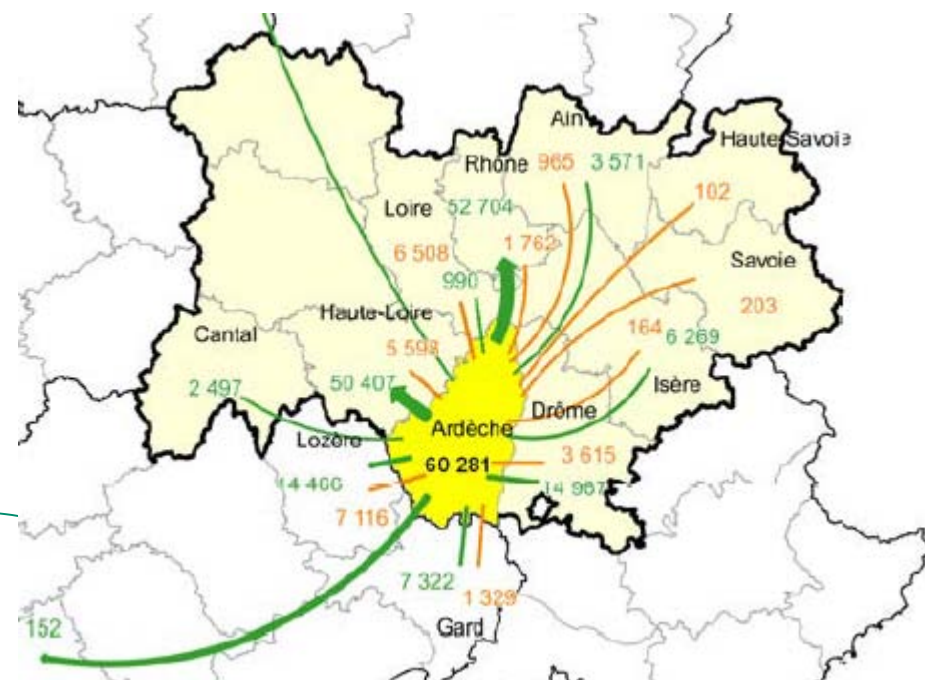 Ain
Haute-Savoie
Rhône
965
3 571
102
Loire
52 704
6 508
1 762
Savoie
990
203
Haute-Loire
164
Cantal
5 593
6 269
2 497
50 407
Isère
Drôme
Ardèche
Lozère
3 615
60 281
14 400
14 987
7 116
7 322
1 329
152
Gard